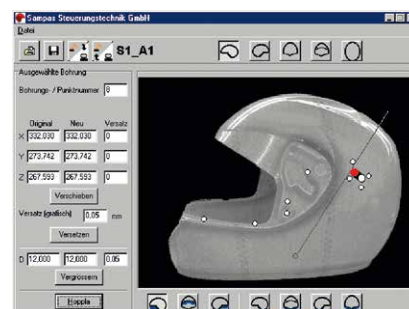 Sampas Steuerungstechnik GmbH
Datei
S1_A1
Ausgewählte Bohrung
Bohrungs- / Punktnummer 8
Original Neu Versatz
X 332,030 332,030 0
Y 273,742 273,742 0
Z 267,593 267,593 0
Verschieben
Versatz (grafisch) 0,05 mm
Versetzen
D 12,000 12,000 0,05
Vergrössern
Hoppla